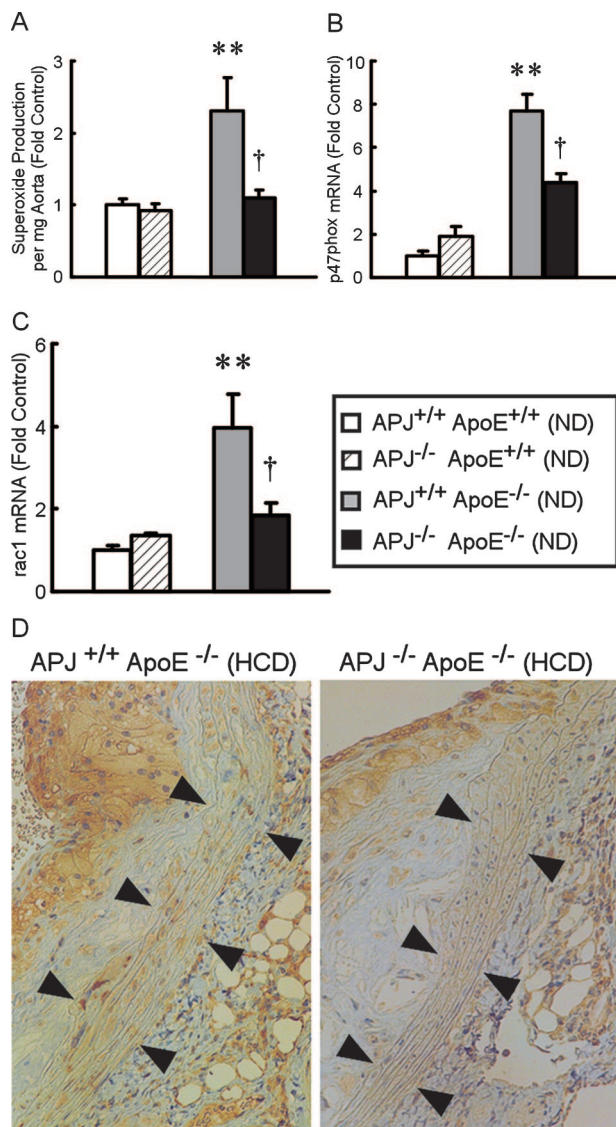 A
Superoxide Production
per mg Aorta (Fold Control)
3
2
1
0
**
†
B
p47phox mRNA (Fold Control)
10
8
6
4
2
0
**
†
C
rac1 mRNA (Fold Control)
6
4
2
0
**
†
APJ+/+ ApoE+/+ (ND)
APJ-/- ApoE+/+ (ND)
APJ+/+ ApoE-/- (ND)
APJ-/- ApoE-/- (ND)
D
APJ +/+ ApoE -/- (HCD)
APJ -/- ApoE -/- (HCD)